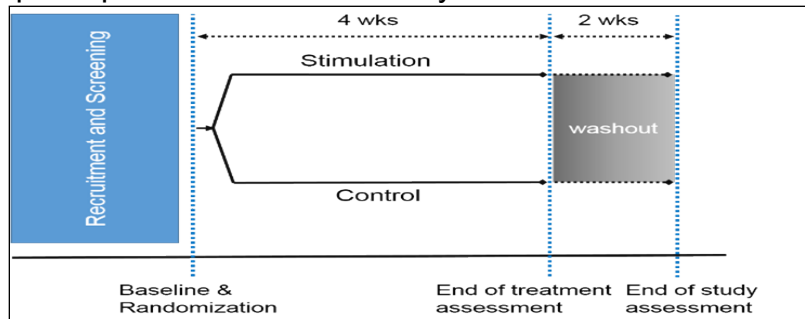 4 wks
2 wks
Stimulation
Recruitment and Screening
washout
Control
Baseline &
Randomization
End of treatment
assessment
End of study
assessment